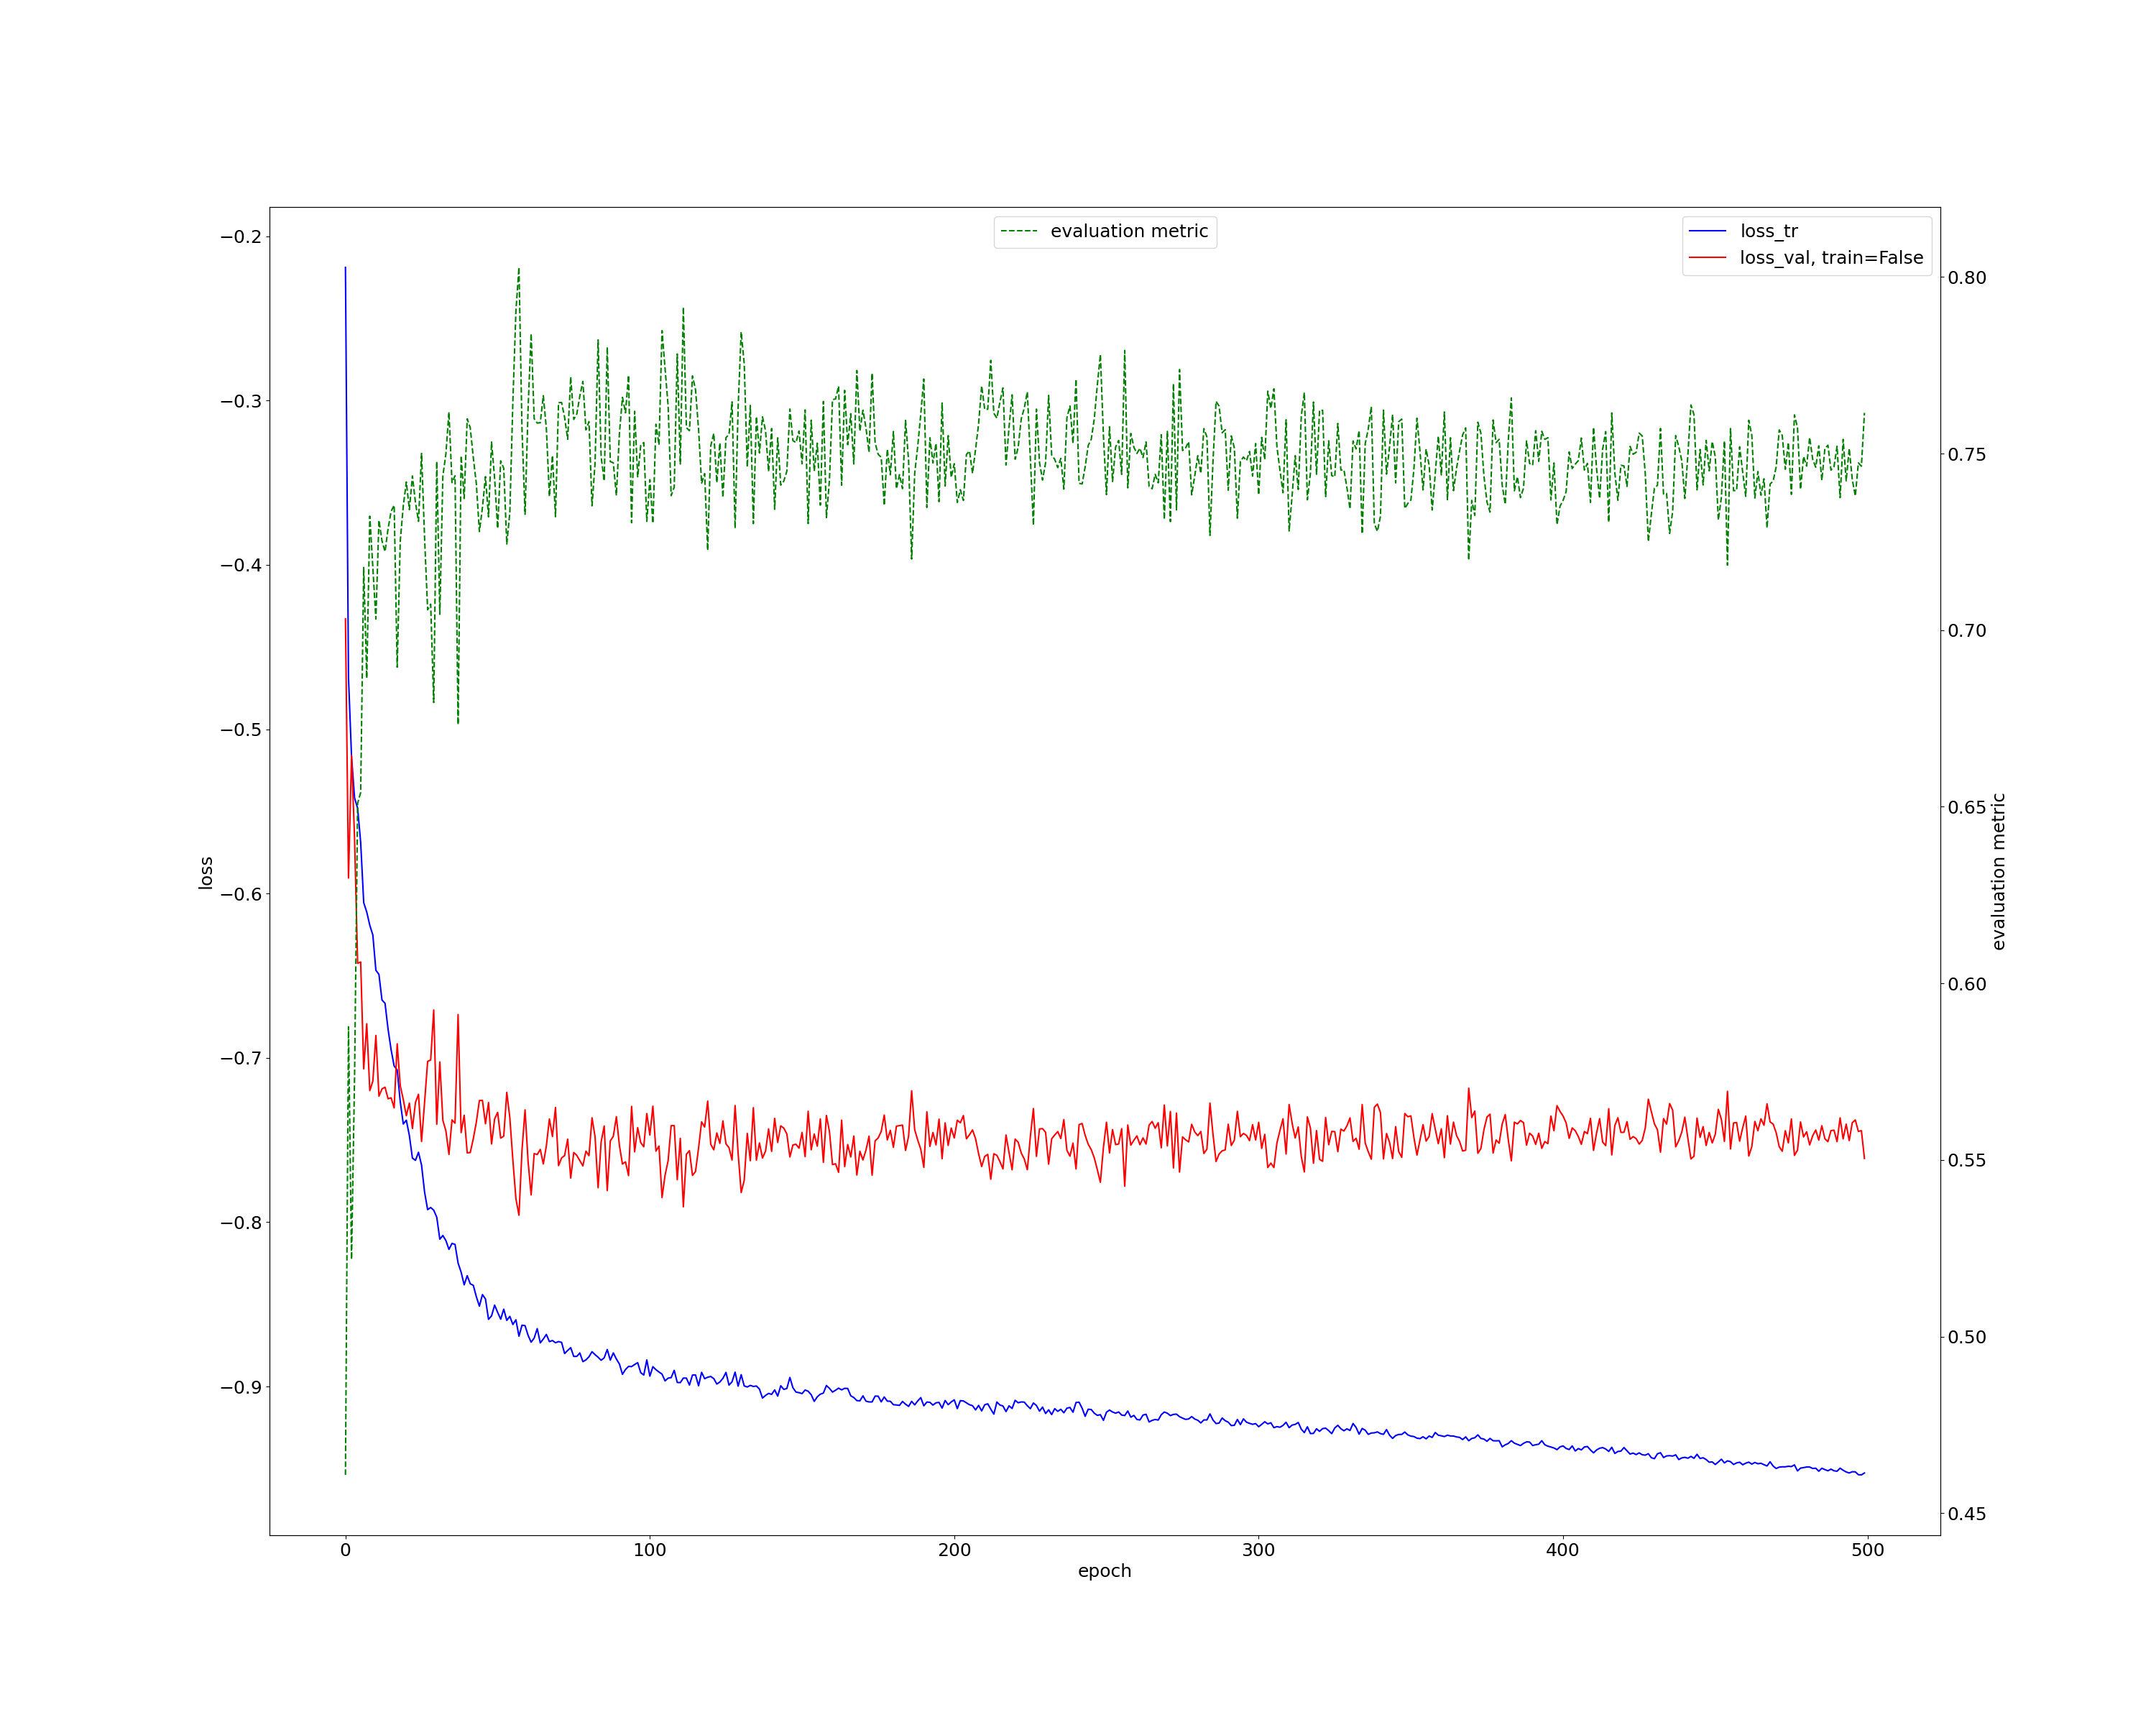 evaluation metric
loss_tr
loss_val, train=False
−0.2
−0.3
−0.4
−0.5
−0.6
−0.7
−0.8
−0.9
loss
0.80
0.75
0.70
0.65
0.60
0.55
0.50
0.45
evaluation metric
0 100 200 300 400 500
epoch